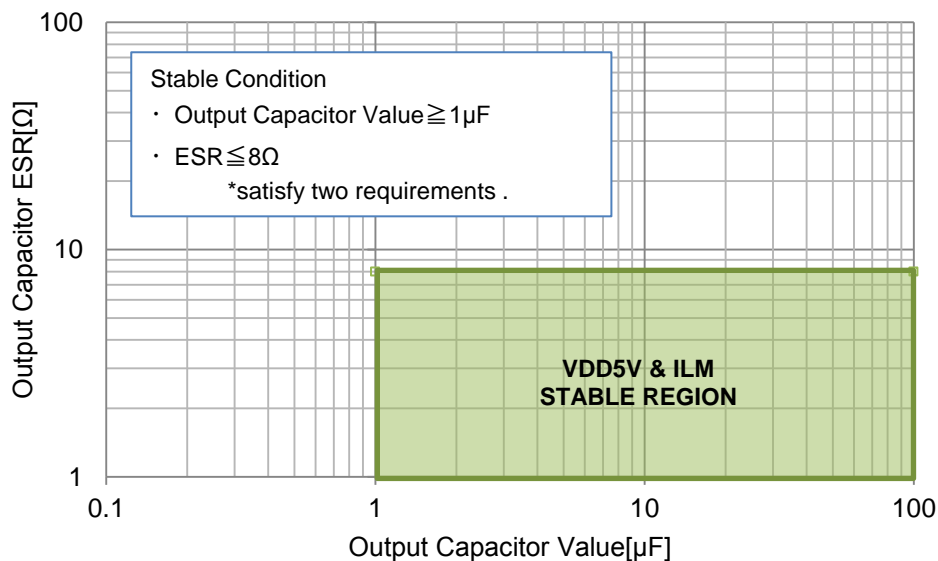 100
10
1
Output Capacitor ESR[Ω]
Stable Condition
・ Output Capacitor Value≧1µF
・ ESR≦8Ω
*satisfy two requirements .
VDD5V & ILM
STABLE REGION
0.1
1
10
100
Output Capacitor Value[µF]